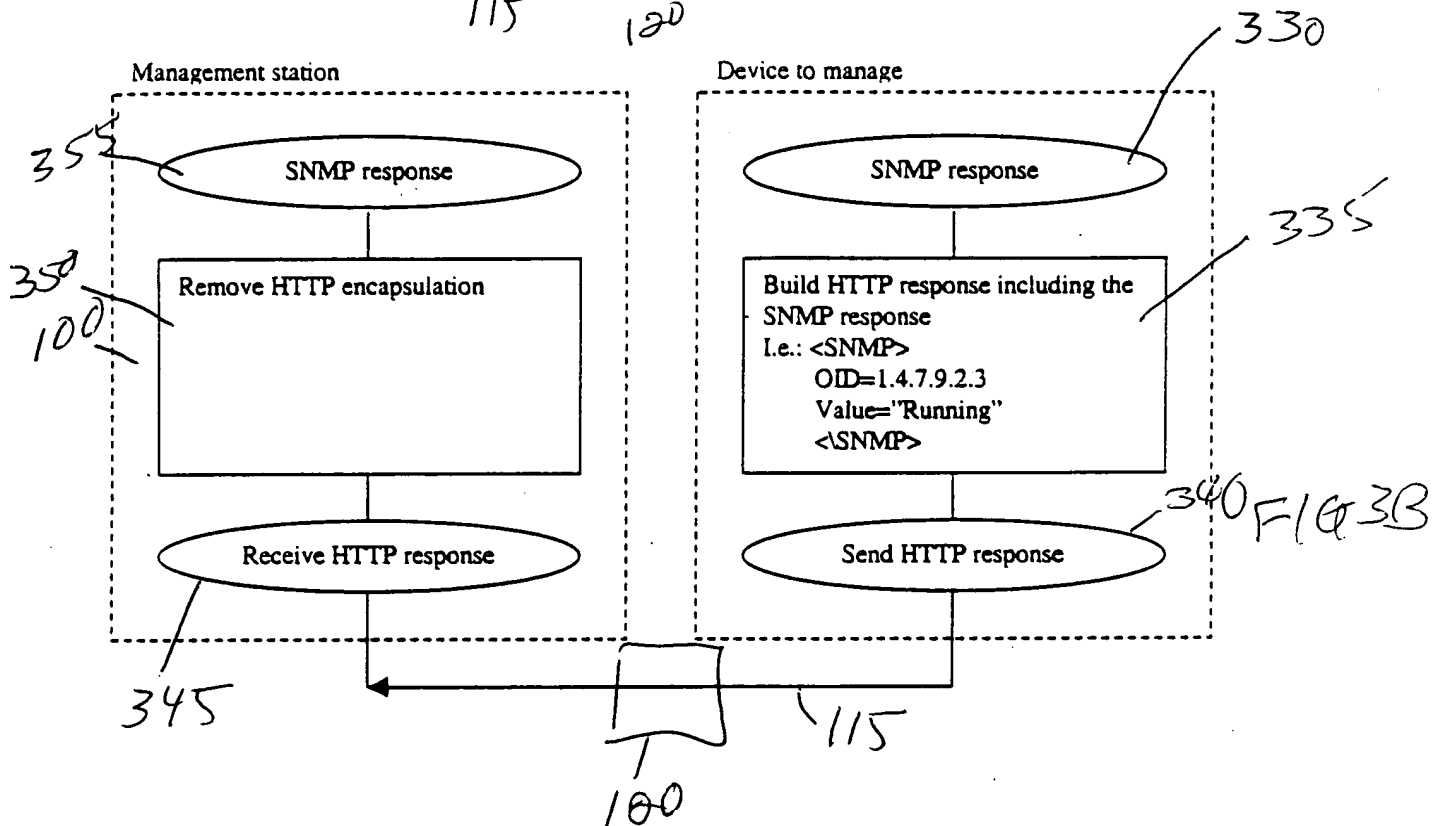 115
120
330
Management station
Device to manage
355
SNMP response
SNMP response
335
350
100
Remove HTTP encapsulation
Build HTTP response including the
SNMP response
I.e.: <SNMP>
OID=1.4.7.9.2.3
Value="Running"
<\SNMP>
340
FIG 3B
Receive HTTP response
Send HTTP response
345
115
100